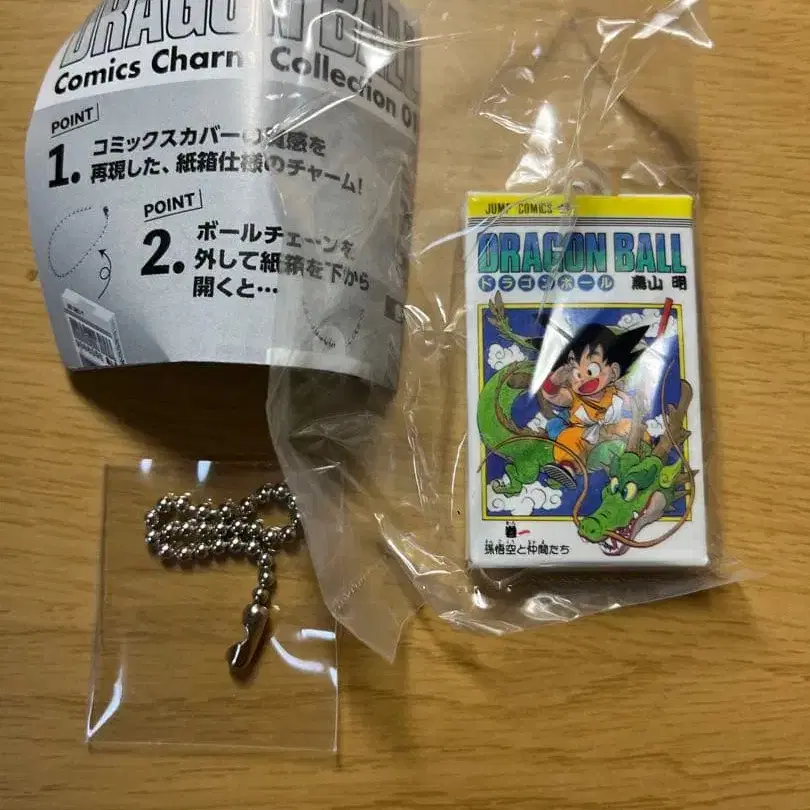 DRAGON BALL
Comics Charm Collection
POINT
1. コミックスカバーの質感を
再現した、紙箱仕様のチャーム!
POINT
2. ボールチェーンを
外して紙箱を下から
開くと…
JUMP COMICS
DRAGON BALL
ドラゴンボール 鳥山明
巻一
孫悟空と仲間たち